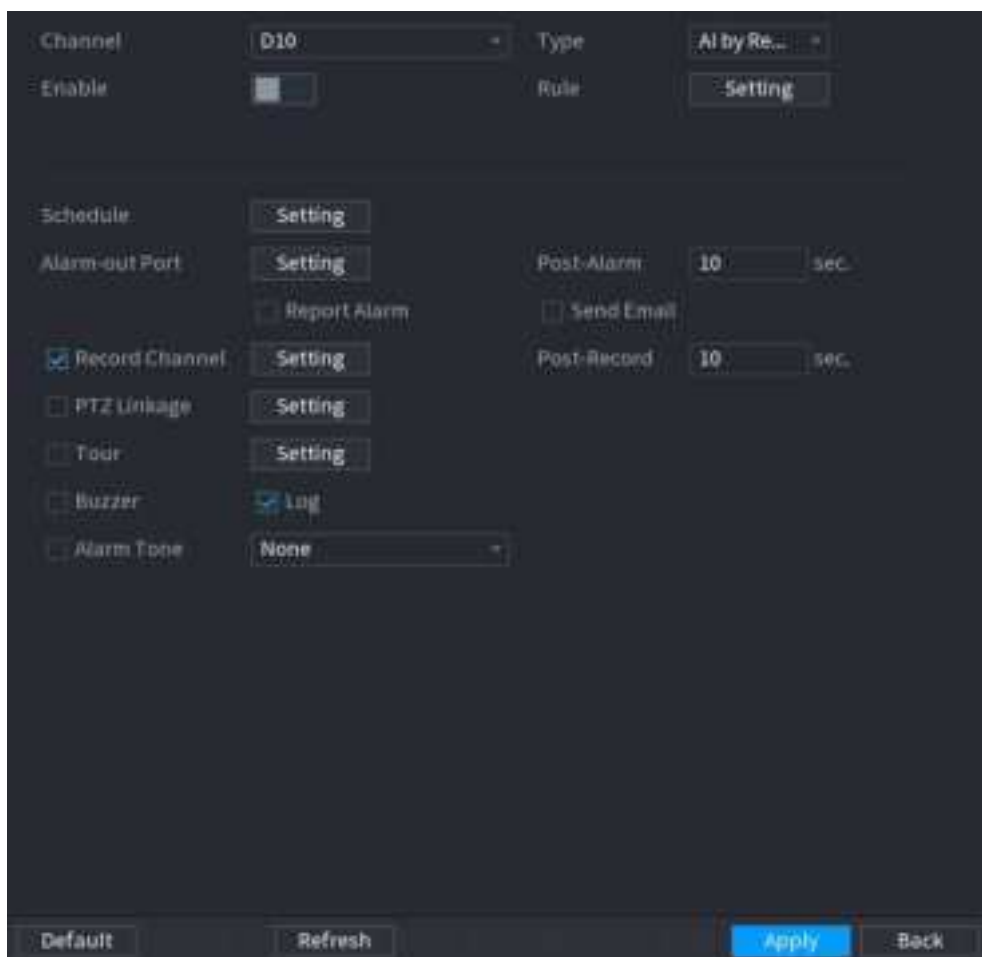 Channel D10 Type AI by Re...
Enable Rule Setting
Schedule Setting
Alarm-out Port Setting Post-Alarm 10 sec.
Report Alarm Send Email
Record Channel Setting Post-Record 10 sec.
PTZ Linkage Setting
Tour Setting
Buzzer Log
Alarm Tone None
Default Refresh Apply Back